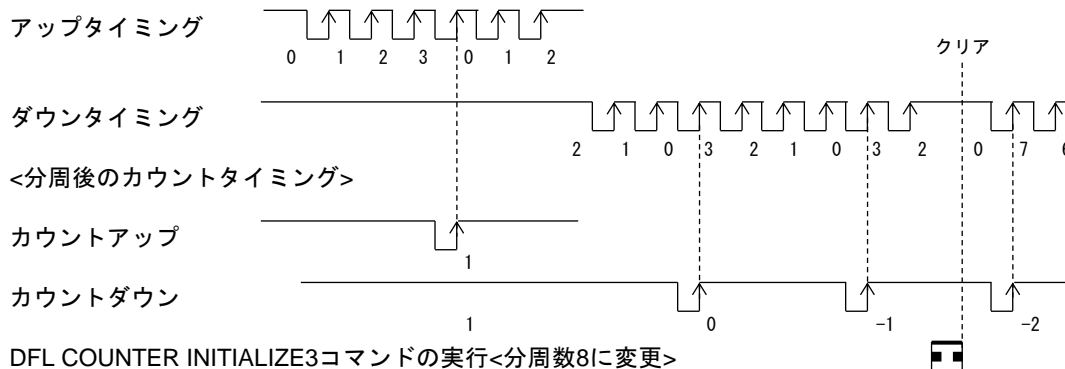 アップタイミング
0 1 2 3 0 1 2
クリア
ダウンタイミング
2 1 0 3 2 1 0 3 2 0 7 6
<分周後のカウントタイミング>
カウントアップ
1
カウントダウン
1 0 -1 -2
DFL COUNTER INITIALIZE3コマンドの実行<分周数8に変更>